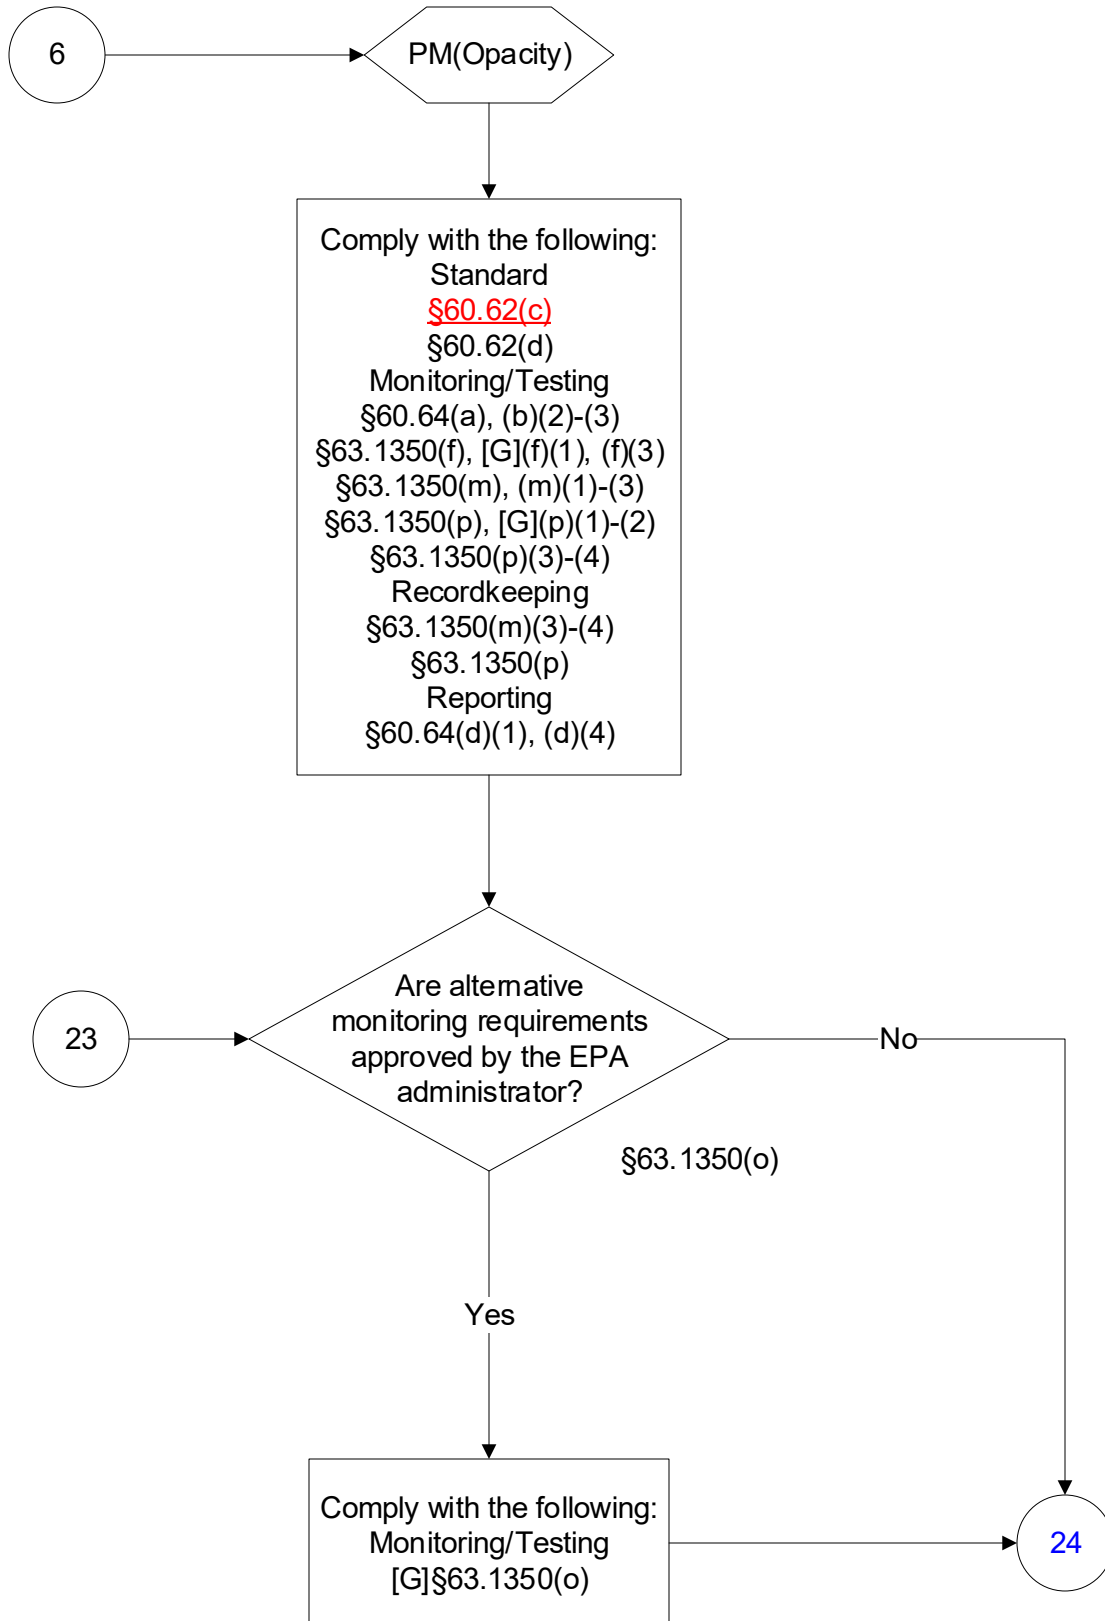 6
PM(Opacity)
Comply with the following:
Standard
§60.62(c)
§60.62(d)
Monitoring/Testing
§60.64(a), (b)(2)-(3)
§63.1350(f), [G](f)(1), (f)(3)
§63.1350(m), (m)(1)-(3)
§63.1350(p), [G](p)(1)-(2)
§63.1350(p)(3)-(4)
Recordkeeping
§63.1350(m)(3)-(4)
§63.1350(p)
Reporting
§60.64(d)(1), (d)(4)
23
Are alternative
monitoring requirements
approved by the EPA
administrator?
No
§63.1350(o)
Yes
Comply with the following:
Monitoring/Testing
[G]§63.1350(o)
24